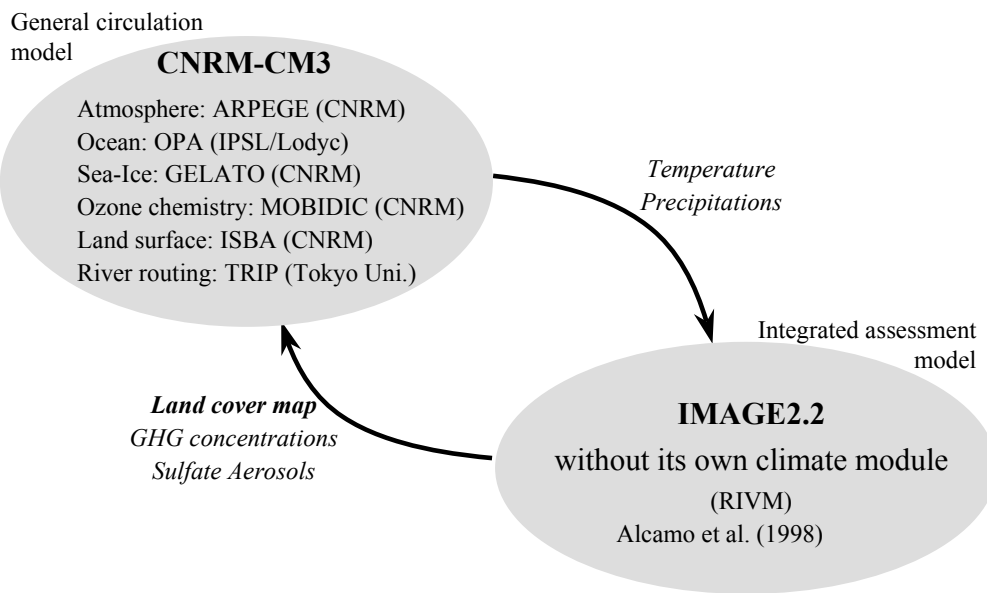 General circulation
model
CNRM-CM3
Atmosphere: ARPEGE (CNRM)
Ocean: OPA (IPSL/Lodyc)
Sea-Ice: GELATO (CNRM)
Ozone chemistry: MOBIDIC (CNRM)
Land surface: ISBA (CNRM)
River routing: TRIP (Tokyo Uni.)
Temperature
Precipitations
Integrated assessment
model
Land cover map
GHG concentrations
Sulfate Aerosols
IMAGE2.2
without its own climate module
(RIVM)
Alcamo et al. (1998)